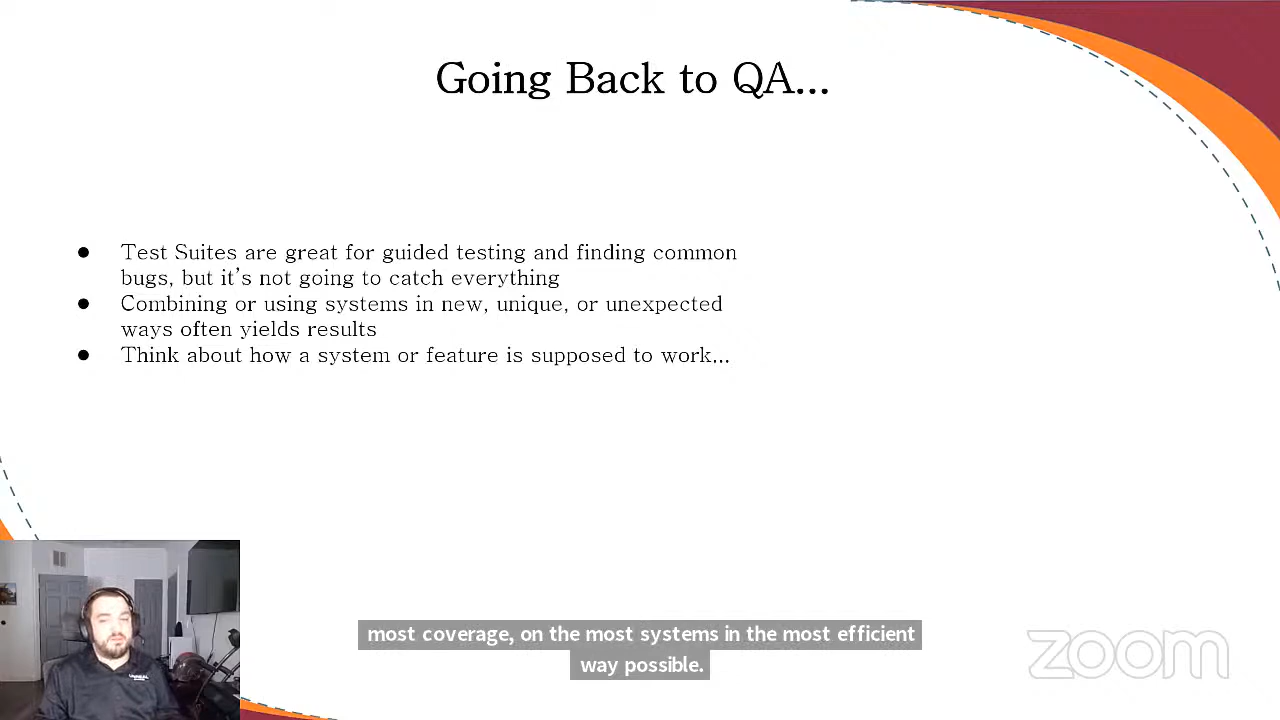 Going Back to QA...
● Test Suites are great for guided testing and finding common
bugs, but it's not going to catch everything
● Combining or using systems in new, unique, or unexpected
ways often yields results
● Think about how a system or feature is supposed to work...
most coverage, on the most systems in the most efficient
way possible.
zoom